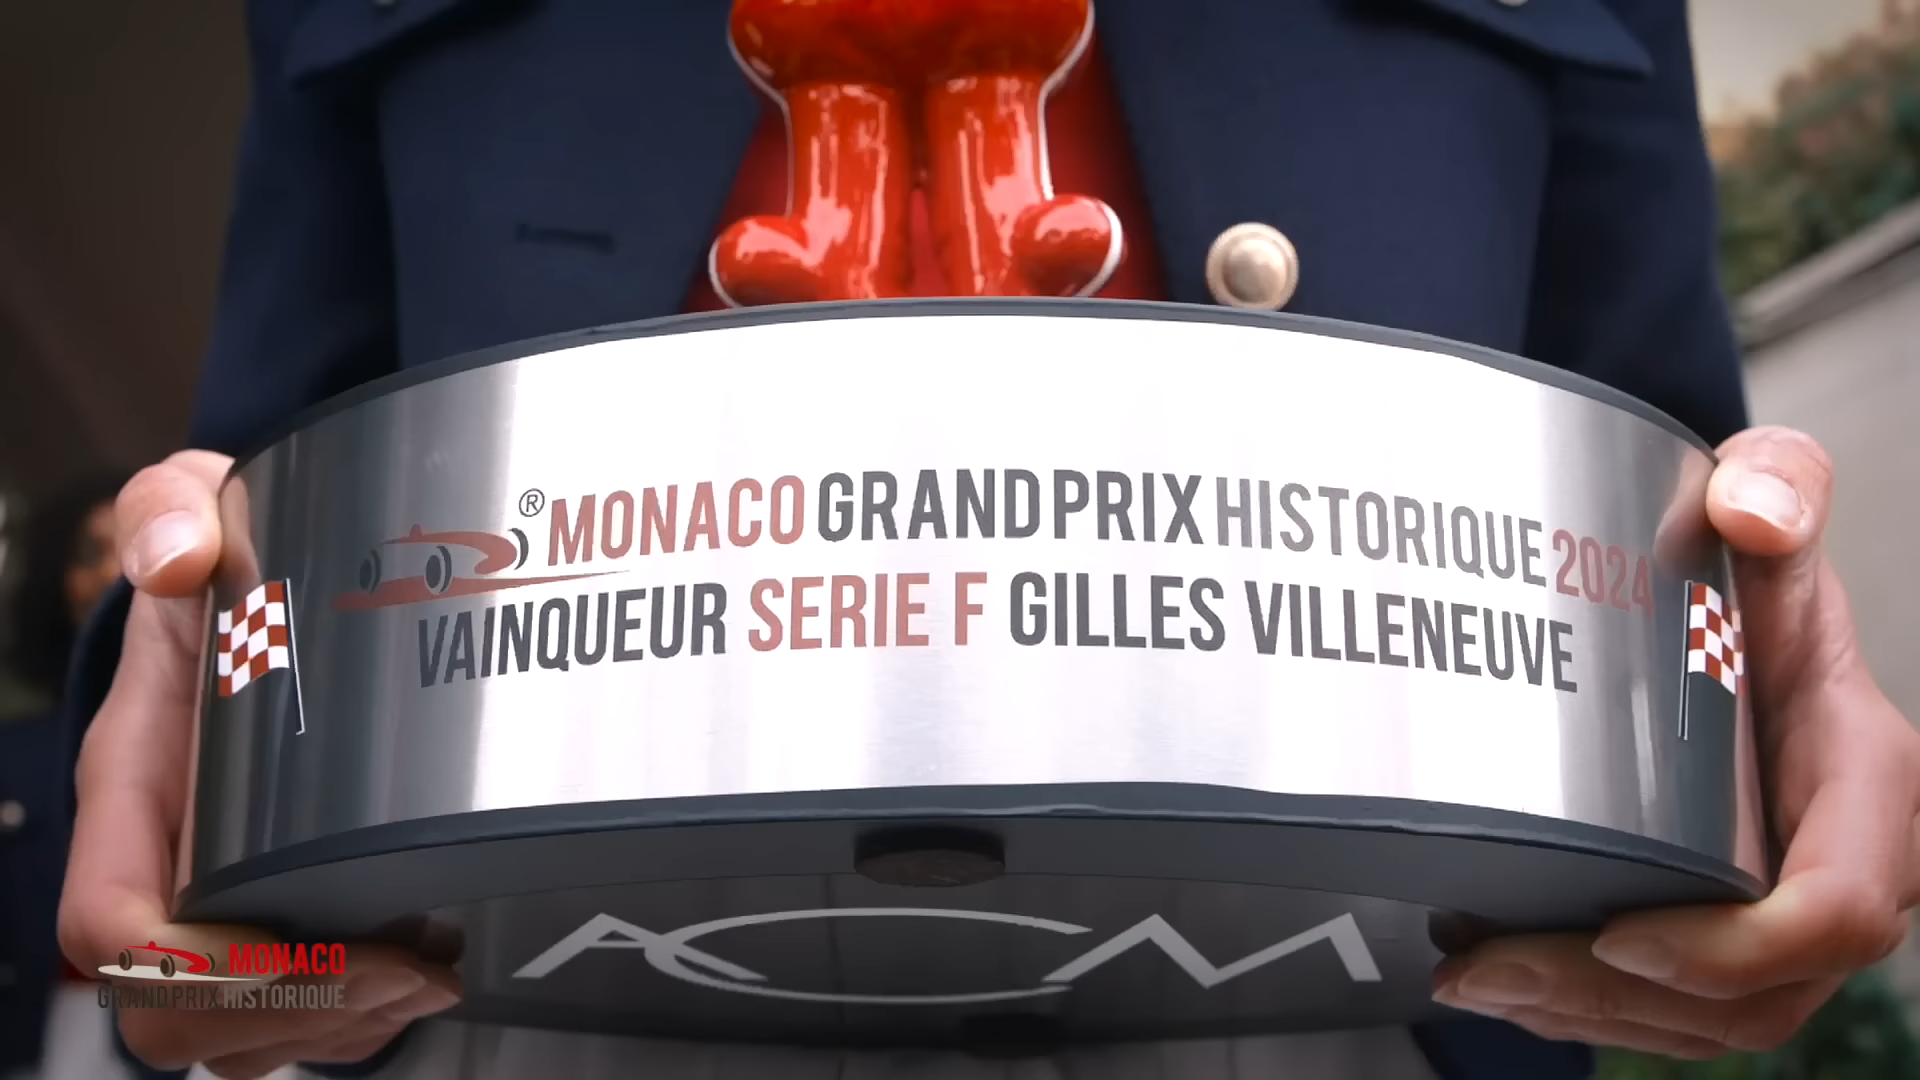 ®MONACO GRAND PRIX HISTORIQUE 2024
VAINQUEUR SERIE F GILLES VILLENEUVE
ACM
MONACO
GRAND PRIX HISTORIQUE